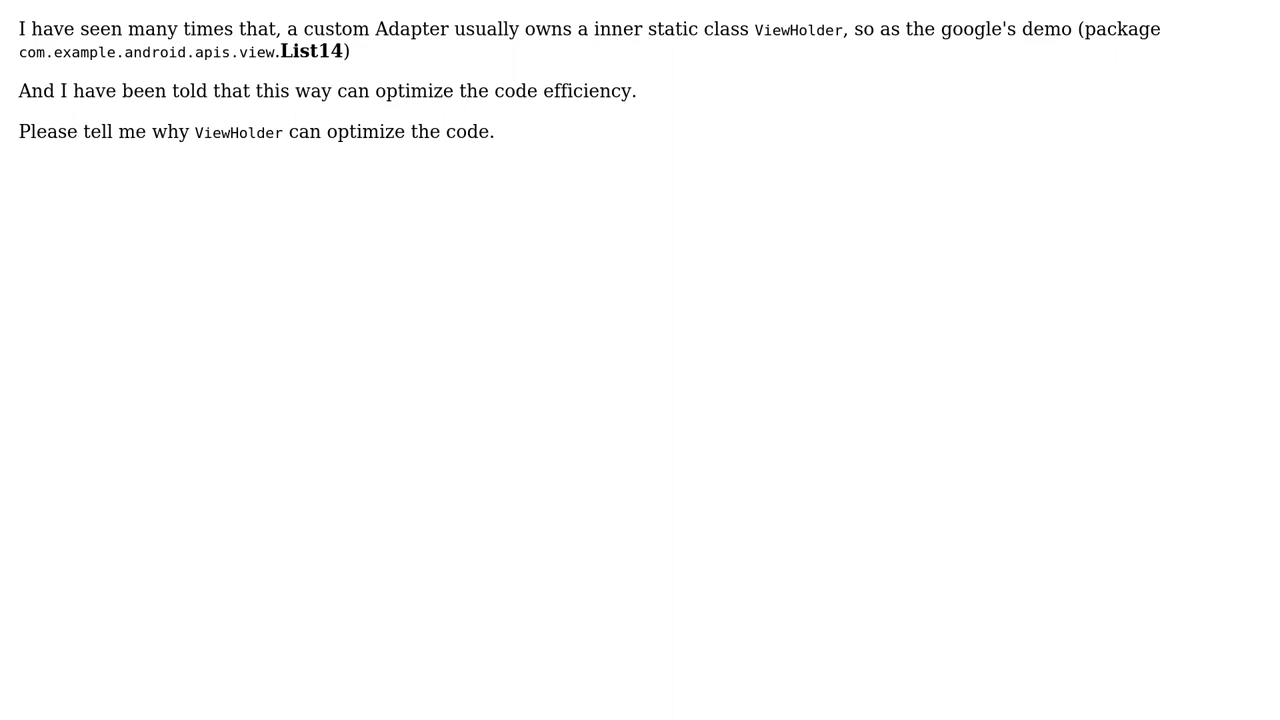 I have seen many times that, a custom Adapter usually owns a inner static class ViewHolder, so as the google's demo (package
com.example.android.apis.view.List14)
And I have been told that this way can optimize the code efficiency.
Please tell me why ViewHolder can optimize the code.